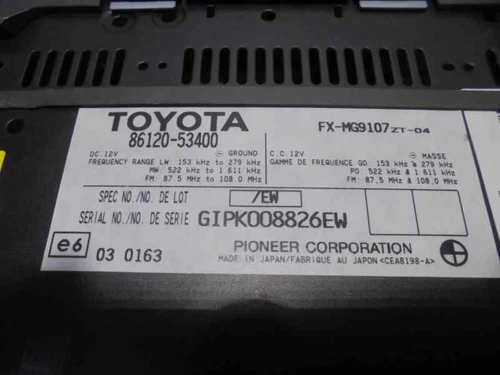 TOYOTA FX-MG9107ZT-04
86120-53400
DC.12V GROUND C.C.12V MASSE
FREQUENCY RANGE LW: 153 kHz to 279 kHz GAMME DE FREQUENCE GO: 153 kHz à 279 kHz
MW: 522 kHz to 1 611 kHz PO: 522 kHz à 1 611 kHz
FM: 87.5 MHz to 108.0 MHz FM: 87,5 MHz à 108,0 MHz
SPEC NO./NO. DE LOT /EW
SERIAL NO./NO. DE SERIE GIPK008826EW
e6 03 0163 PIONEER CORPORATION
MADE IN JAPAN/FABRIQUE AU JAPON <CEA8198-A>